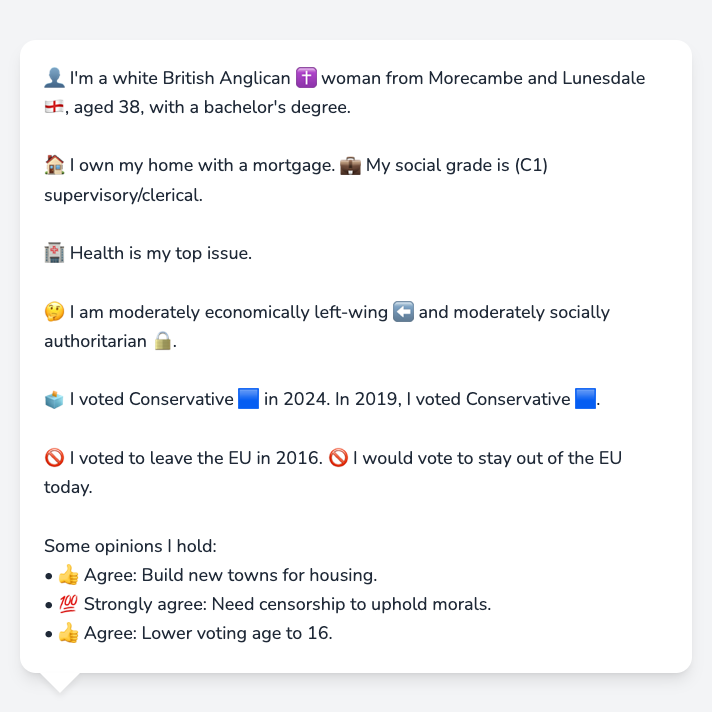 👤 I'm a white British Anglican ✝️ woman from Morecambe and Lunesdale
🏴󠁧󠁢󠁥󠁮󠁧󠁿, aged 38, with a bachelor's degree.
🏠 I own my home with a mortgage. 💼 My social grade is (C1)
supervisory/clerical.
🏥 Health is my top issue.
🤔 I am moderately economically left-wing ⬅️ and moderately socially
authoritarian 🔒.
🗳️ I voted Conservative 🟦 in 2024. In 2019, I voted Conservative 🟦.
🚫 I voted to leave the EU in 2016. 🚫 I would vote to stay out of the EU
today.
Some opinions I hold:
• 👍 Agree: Build new towns for housing.
• 💯 Strongly agree: Need censorship to uphold morals.
• 👍 Agree: Lower voting age to 16.